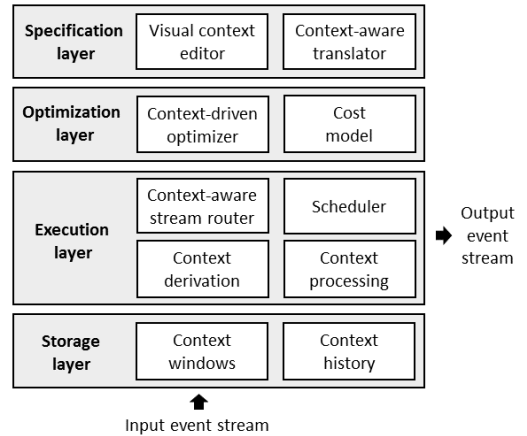 Specification
layer
Visual context
editor
Context-aware
translator
Optimization
layer
Context-driven
optimizer
Cost
model
Execution
layer
Context-aware
stream router
Scheduler
Context
derivation
Context
processing
Output
event
stream
Storage
layer
Context
windows
Context
history
Input event stream